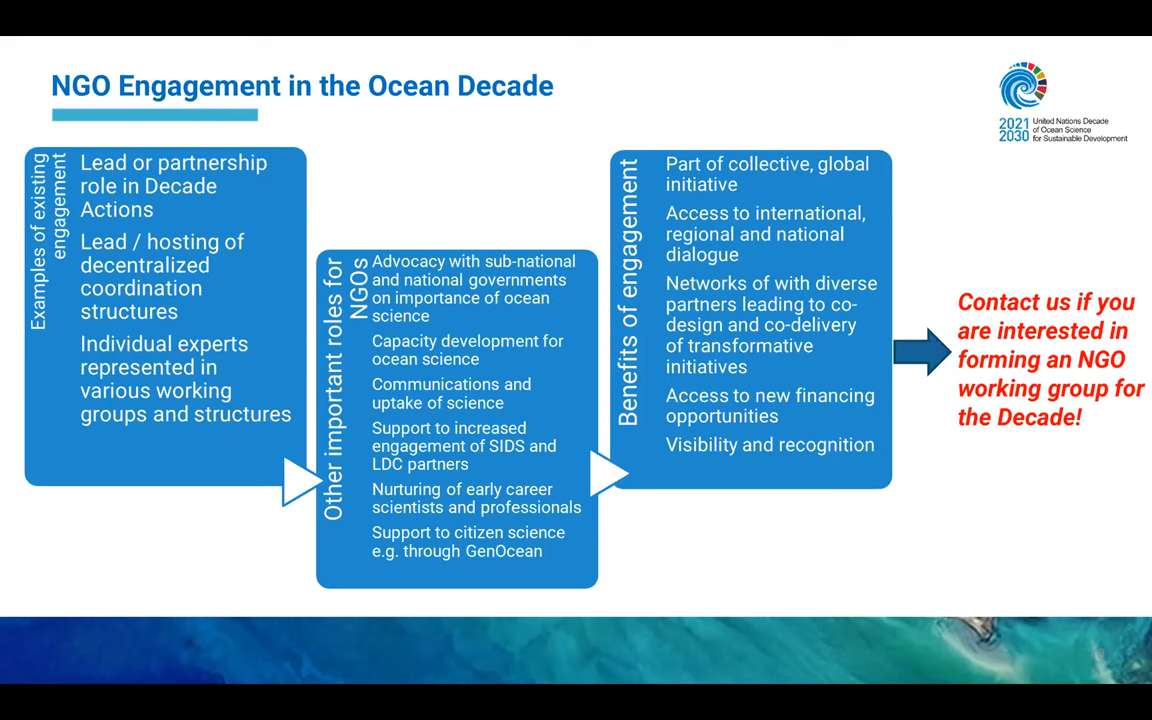 NGO Engagement in the Ocean Decade
2021
2030
United Nations Decade
of Ocean Science
for Sustainable Development
Examples of existing
engagement
Lead or partnership
role in Decade
Actions
Lead / hosting of
decentralized
coordination
structures
Individual experts
represented in
various working
groups and structures
Other important roles for
NGOs
Advocacy with sub-national
and national governments
on importance of ocean
science
Capacity development for
ocean science
Communications and
uptake of science
Support to increased
engagement of SIDS and
LDC partners
Nurturing of early career
scientists and professionals
Support to citizen science
e.g. through GenOcean
Benefits of engagement
Part of collective, global
initiative
Access to international,
regional and national
dialogue
Networks of with diverse
partners leading to co-
design and co-delivery
of transformative
initiatives
Access to new financing
opportunities
Visibility and recognition
Contact us if you
are interested in
forming an NGO
working group for
the Decade!